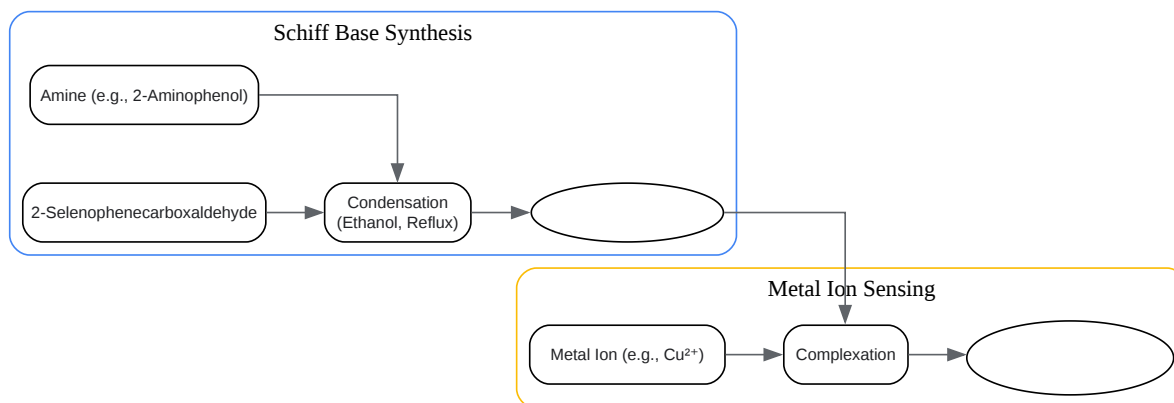 Schiff Base Synthesis
Amine (e.g., 2-Aminophenol)
2-Selenophenecarboxaldehyde
Condensation
(Ethanol, Reflux)
Metal Ion Sensing
Metal Ion (e.g., Cu²⁺)
Complexation